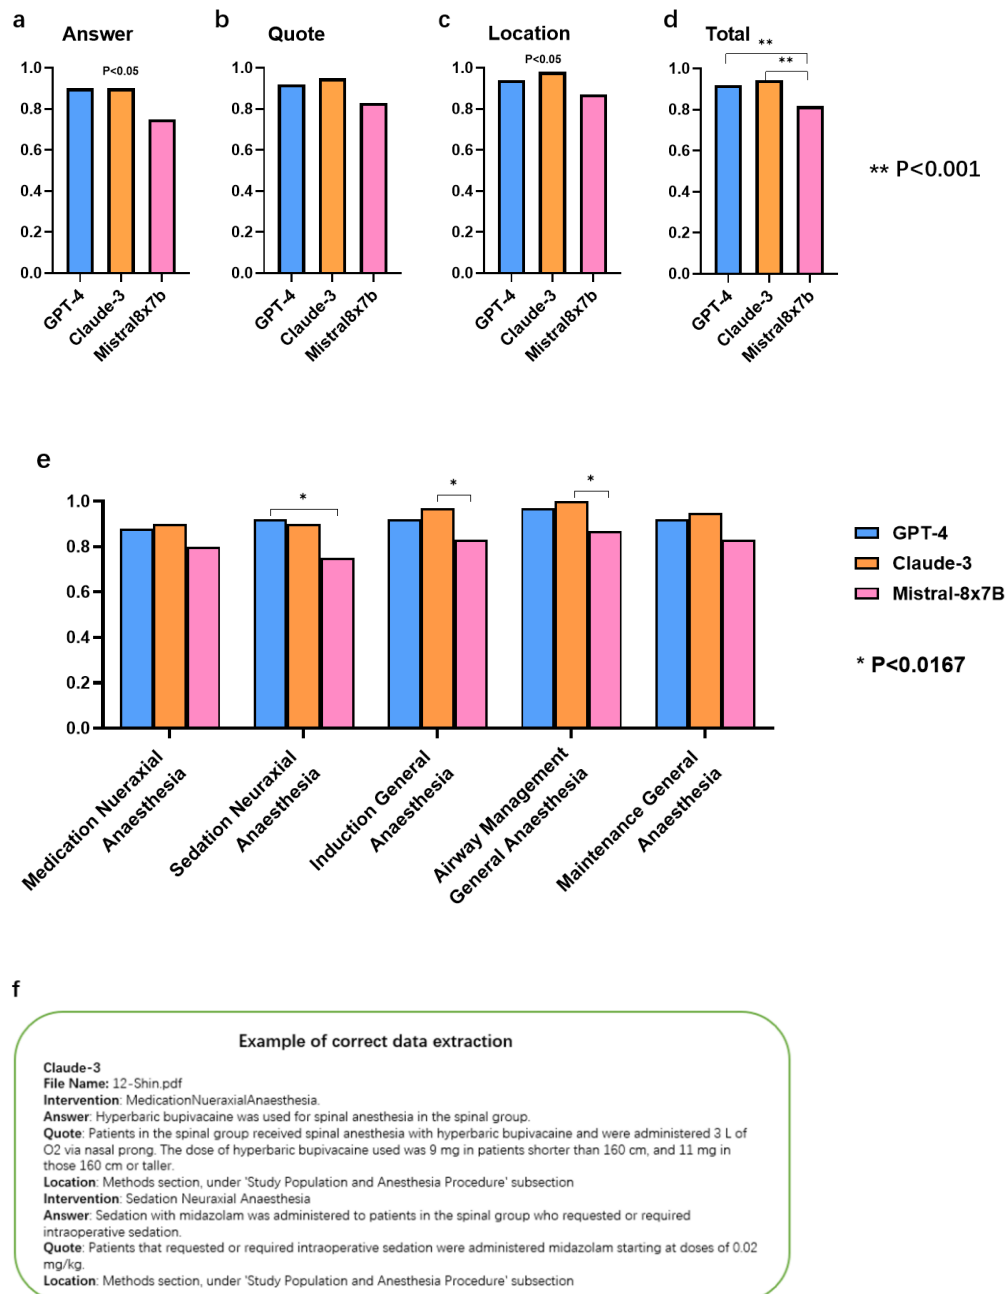 a
Answer
P<0.05
1.0
0.8
0.6
0.4
0.2
0.0
GPT-4
Claude-3
Mistral8x7b
b
Quote
1.0
0.8
0.6
0.4
0.2
0.0
GPT-4
Claude-3
Mistral8x7b
c
Location
P<0.05
1.0
0.8
0.6
0.4
0.2
0.0
GPT-4
Claude-3
Mistral8x7b
d
Total
**
**
1.0
0.8
0.6
0.4
0.2
0.0
GPT-4
Claude-3
Mistral8x7b
** P<0.001
e
*
*
*
1.0
0.8
0.6
0.4
0.2
0.0
Medication Nueraxial
Anaesthesia
Sedation Neuraxial
Anaesthesia
Induction General
Anaesthesia
Airway Management
General Anaesthesia
Maintenance General
Anaesthesia
GPT-4
Claude-3
Mistral-8x7B
* P<0.0167
f
Example of correct data extraction
Claude-3
File Name: 12-Shin.pdf
Intervention: MedicationNueraxialAnaesthesia.
Answer: Hyperbaric bupivacaine was used for spinal anesthesia in the spinal group.
Quote: Patients in the spinal group received spinal anesthesia with hyperbaric bupivacaine and were administered 3 L of
O2 via nasal prong. The dose of hyperbaric bupivacaine used was 9 mg in patients shorter than 160 cm, and 11 mg in
those 160 cm or taller.
Location: Methods section, under 'Study Population and Anesthesia Procedure' subsection
Intervention: Sedation Neuraxial Anaesthesia
Answer: Sedation with midazolam was administered to patients in the spinal group who requested or required
intraoperative sedation.
Quote: Patients that requested or required intraoperative sedation were administered midazolam starting at doses of 0.02
mg/kg.
Location: Methods section, under 'Study Population and Anesthesia Procedure' subsection